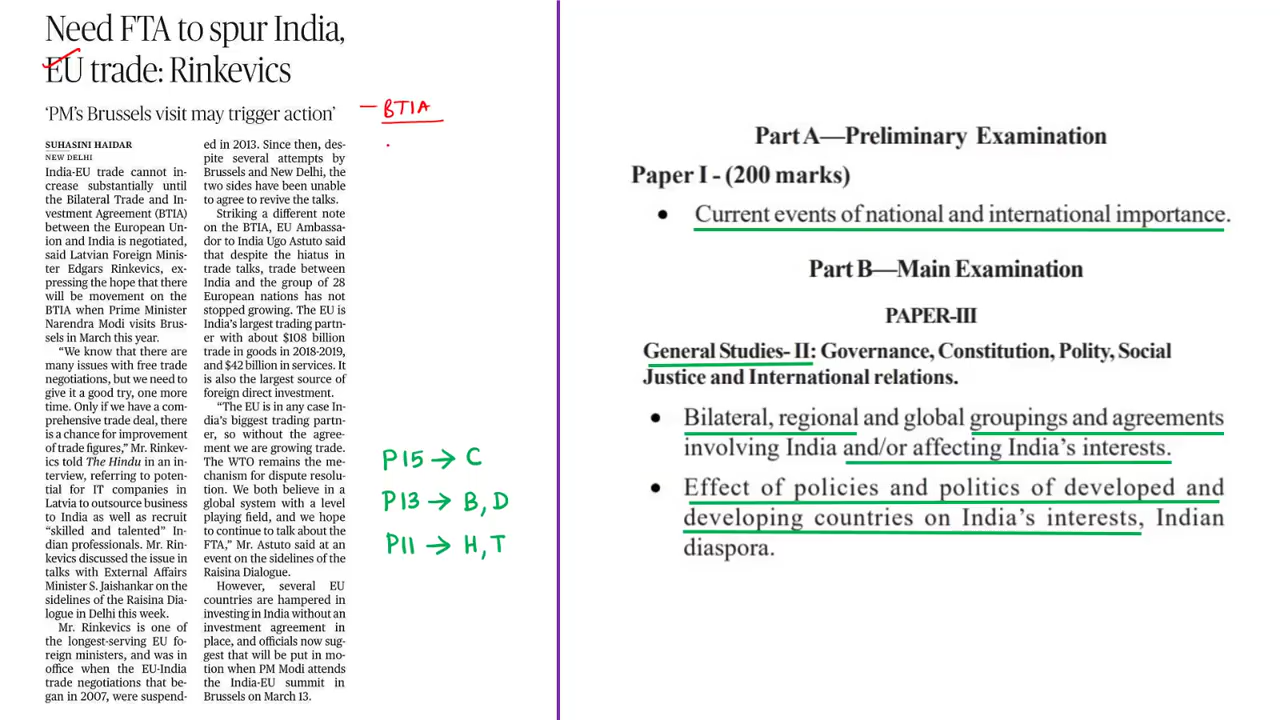 Need FTA to spur India,
EU trade: Rinkevics
'PM's Brussels visit may trigger action'
SUHASINI HAIDAR
NEW DELHI
India-EU trade cannot in-
crease substantially until
the Bilateral Trade and In-
vestment Agreement (BTIA)
between the European Un-
ion and India is negotiated,
said Latvian Foreign Minis-
ter Edgars Rinkevics, ex-
pressing the hope that there
will be movement on the
BTIA when Prime Minister
Narendra Modi visits Brus-
sels in March this year.
"We know that there are
many issues with free trade
negotiations, but we need to
give it a good try, one more
time. Only if we have a com-
prehensive trade deal, there
is a chance for improvement
of trade figures," Mr. Rinkev-
ics told The Hindu in an in-
terview, referring to poten-
tial for IT companies in
Latvia to outsource business
to India as well as recruit
"skilled and talented" In-
dian professionals. Mr. Rin-
kevics discussed the issue in
talks with External Affairs
Minister S. Jaishankar on the
sidelines of the Raisina Dia-
logue in Delhi this week.
Mr. Rinkevics is one of
the longest-serving EU fo-
reign ministers, and was in
office when the EU-India
trade negotiations that be-
gan in 2007, were suspend-
ed in 2013. Since then, des-
pite several attempts by
Brussels and New Delhi, the
two sides have been unable
to agree to revive the talks.
Striking a different note
on the BTIA, EU Ambassa-
dor to India Ugo Astuto said
that despite the hiatus in
trade talks, trade between
India and the group of 28
European nations has not
stopped growing. The EU is
India's largest trading partn-
er with about $108 billion
trade in goods in 2018-2019,
and $42 billion in services. It
is also the largest source of
foreign direct investment.
"The EU is in any case In-
dia's biggest trading partn-
er, so without the agree-
ment we are growing trade.
The WTO remains the me-
chanism for dispute resolu-
tion. We both believe in a
global system with a level
playing field, and we hope
to continue to talk about the
FTA," Mr. Astuto said at an
event on the sidelines of the
Raisina Dialogue.
However, several EU
countries are hampered in
investing in India without an
investment agreement in
place, and officials now sug-
gest that will be put in mo-
tion when PM Modi attends
the India-EU summit in
Brussels on March 13.
– BTIA
P15 → C
P13 → B, D
P11 → H, T
Part A—Preliminary Examination
Paper I - (200 marks)
• Current events of national and international importance.
Part B—Main Examination
PAPER-III
General Studies- II: Governance, Constitution, Polity, Social
Justice and International relations.
• Bilateral, regional and global groupings and agreements
involving India and/or affecting India's interests.
• Effect of policies and politics of developed and
developing countries on India's interests, Indian
diaspora.